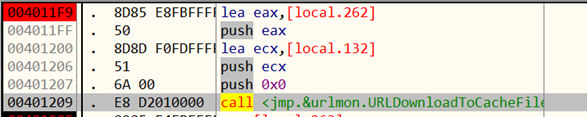 004011F9 . 8D85 E8FBFFFF lea eax,[local.262]
004011FF . 50 push eax
00401200 . 8D8D F0FDFFFF lea ecx,[local.132]
00401206 . 51 push ecx
00401207 . 6A 00 push 0x0
00401209 . E8 D2010000 call <jmp.&urlmon.URLDownloadToCacheFile